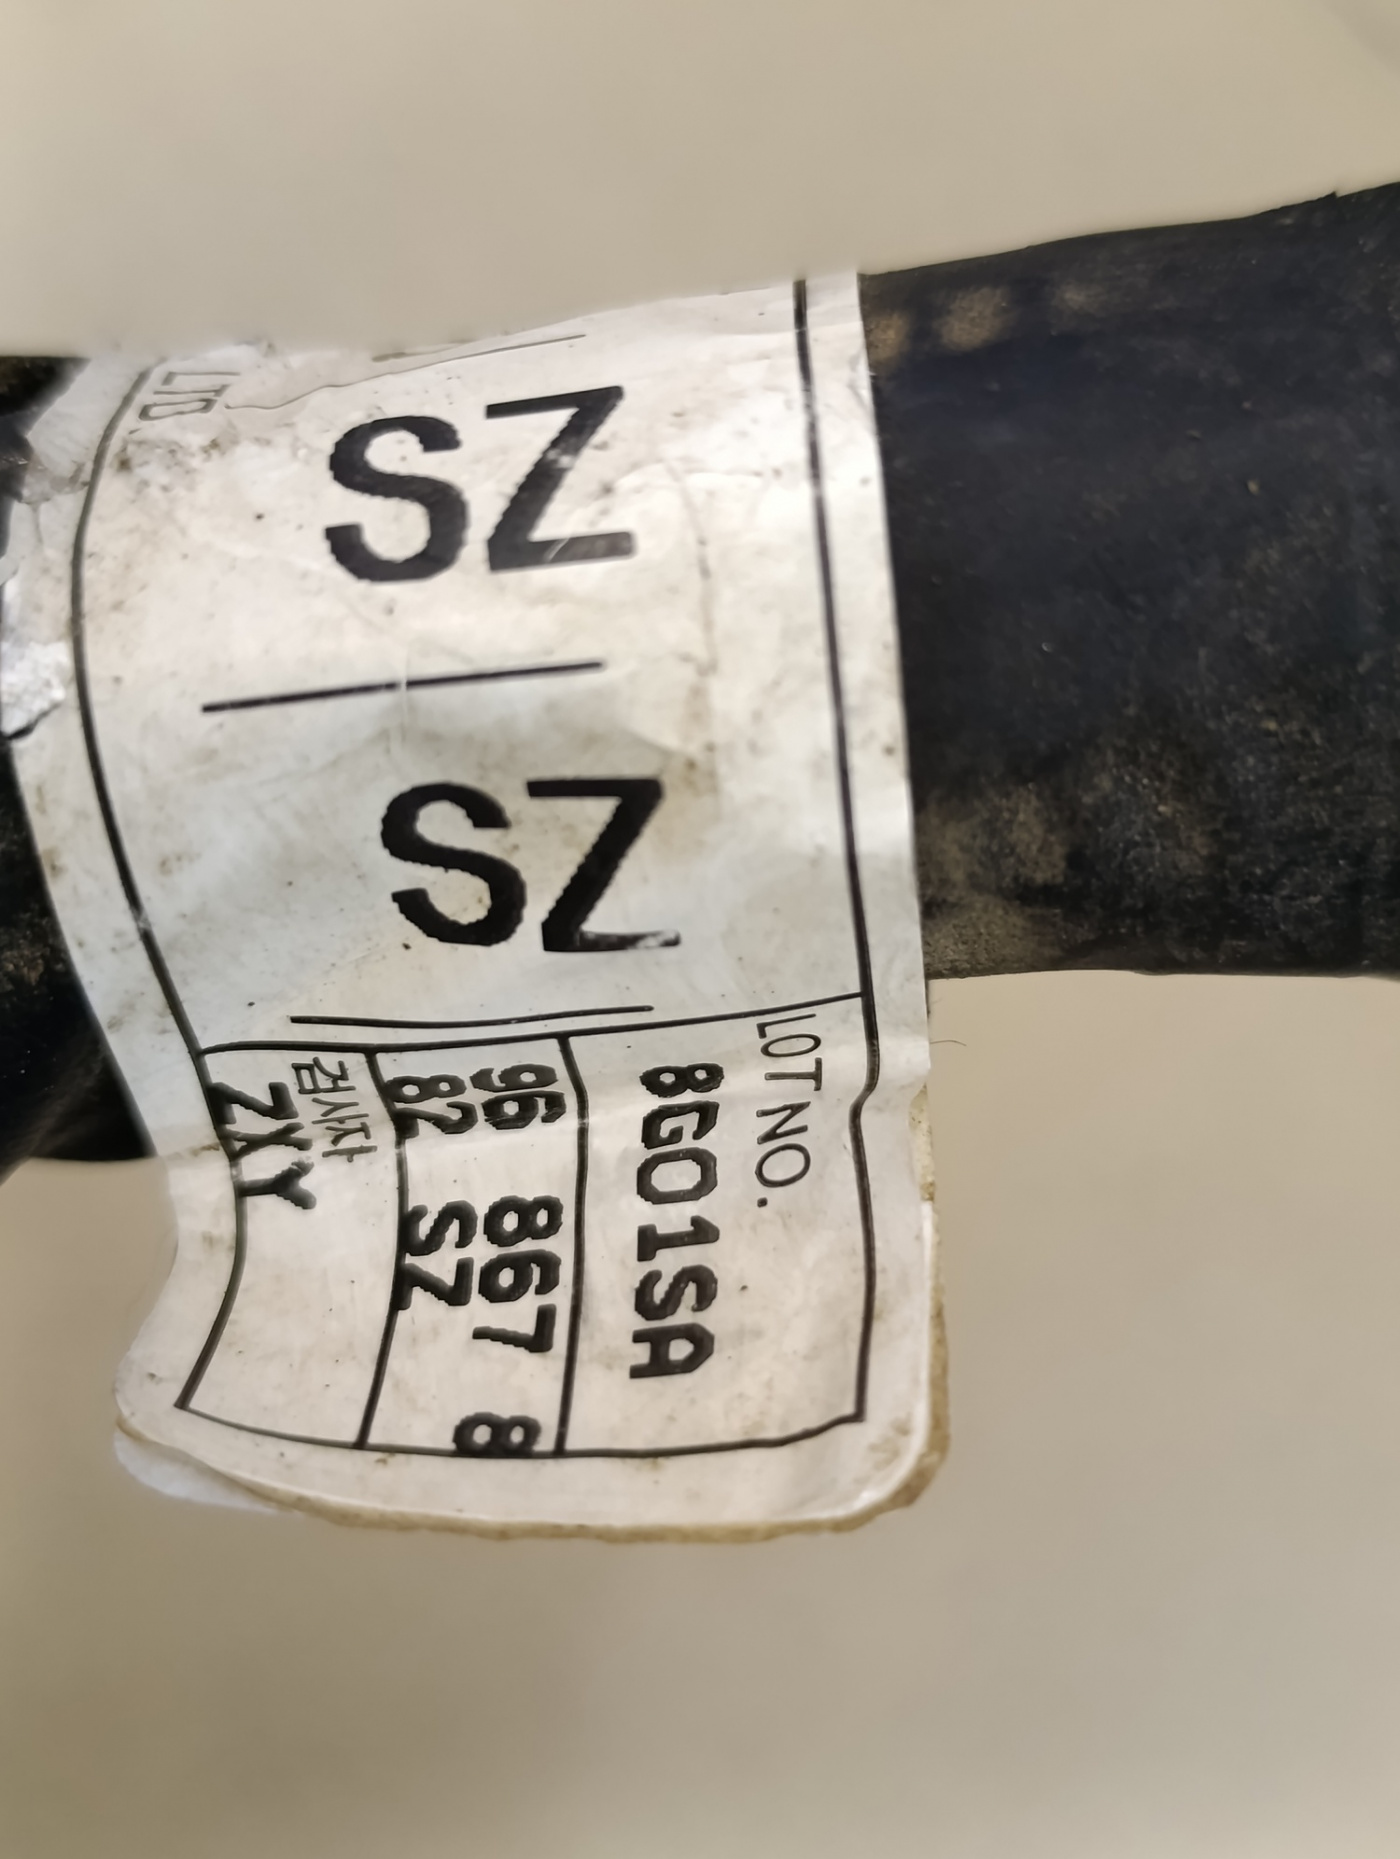 LTD.
SZ
SZ
LOT NO.
8G01SA
96 867 8
82 SZ
검사자
ZXY